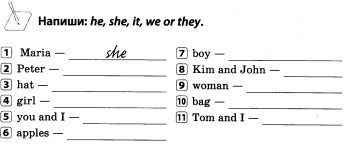 Напиши: he, she, it, we or they.
1 Maria — she
2 Peter —
3 hat —
4 girl —
5 you and I —
6 apples —
7 boy —
8 Kim and John —
9 woman —
10 bag —
11 Tom and I —